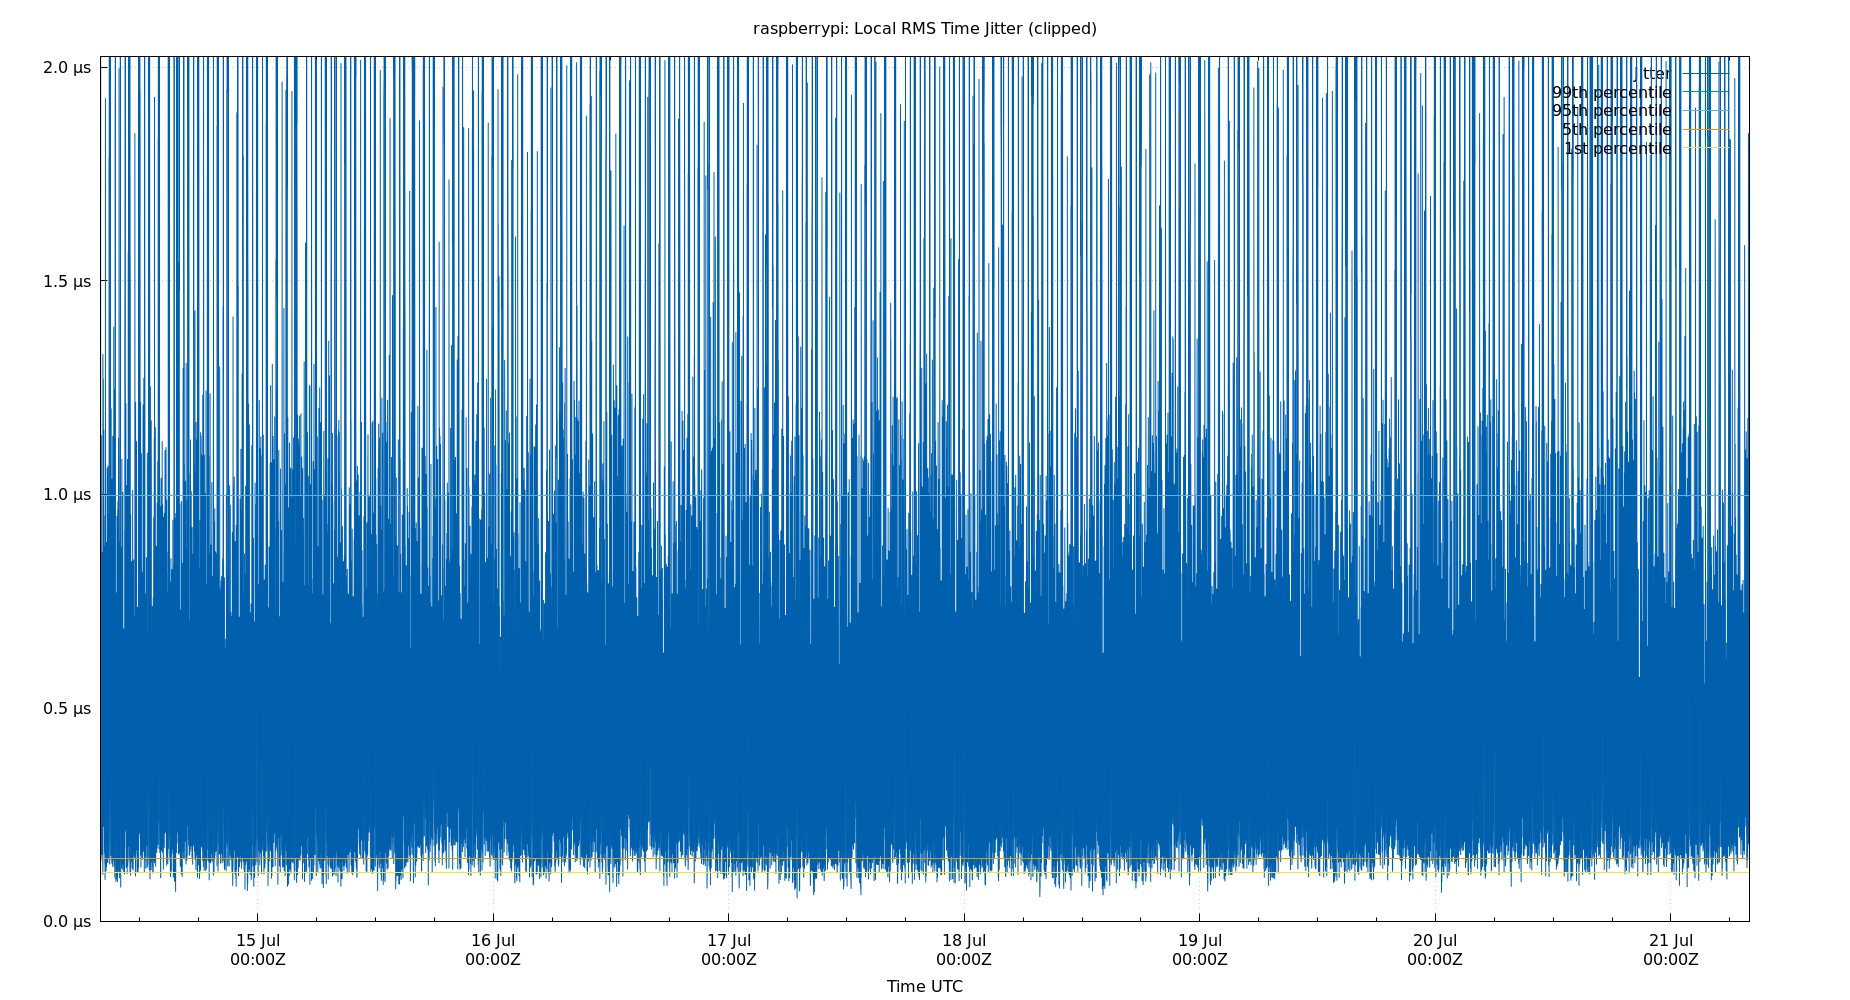 raspberrypi: Local RMS Time Jitter (clipped)
2.0 µs
1.5 µs
1.0 µs
0.5 µs
0.0 µs
Jitter
99th percentile
95th percentile
5th percentile
1st percentile
15 Jul
00:00Z
16 Jul
00:00Z
17 Jul
00:00Z
18 Jul
00:00Z
19 Jul
00:00Z
20 Jul
00:00Z
21 Jul
00:00Z
Time UTC